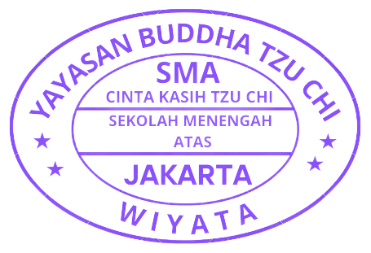 YAYASAN BUDDHA TZU CHI
SMA
CINTA KASIH TZU CHI
SEKOLAH MENENGAH
ATAS
JAKARTA
WIYATA